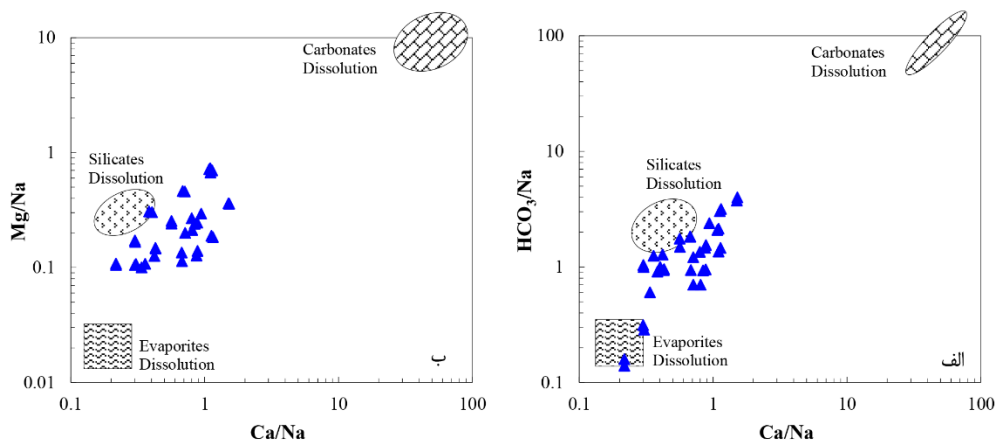 10
1
0.1
0.01
0.1
1
10
100
Mg/Na
Ca/Na
Carbonates
Dissolution
Silicates
Dissolution
Evaporites
Dissolution
ب
100
10
1
0.1
0.1
1
10
100
HCO₃/Na
Ca/Na
Carbonates
Dissolution
Silicates
Dissolution
Evaporites
Dissolution
الف